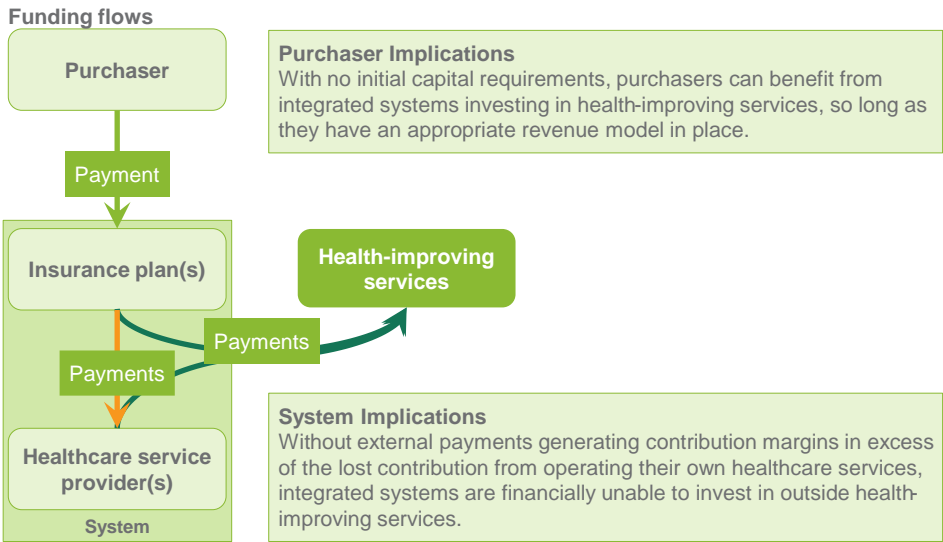 Funding flows
Purchaser
Purchaser Implications
With no initial capital requirements, purchasers can benefit from
integrated systems investing in health-improving services, so long as
they have an appropriate revenue model in place.
Payment
Insurance plan(s)
Health-improving
services
Payments
Payments
Healthcare service
provider(s)
System
System Implications
Without external payments generating contribution margins in excess
of the lost contribution from operating their own healthcare services,
integrated systems are financially unable to invest in outside health-
improving services.